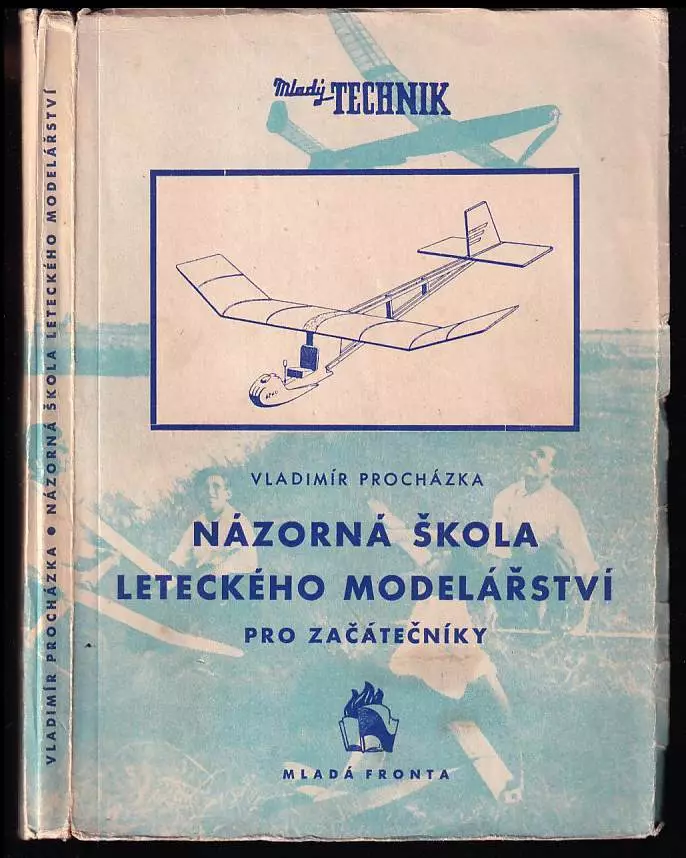 VLADIMÍR PROCHÁZKA • NÁZORNÁ ŠKOLA LETECKÉHO MODELÁŘSTVÍ
Mladý TECHNIK
VLADIMÍR PROCHÁZKA
NÁZORNÁ ŠKOLA
LETECKÉHO MODELÁŘSTVÍ
PRO ZAČÁTEČNÍKY
MLADÁ FRONTA